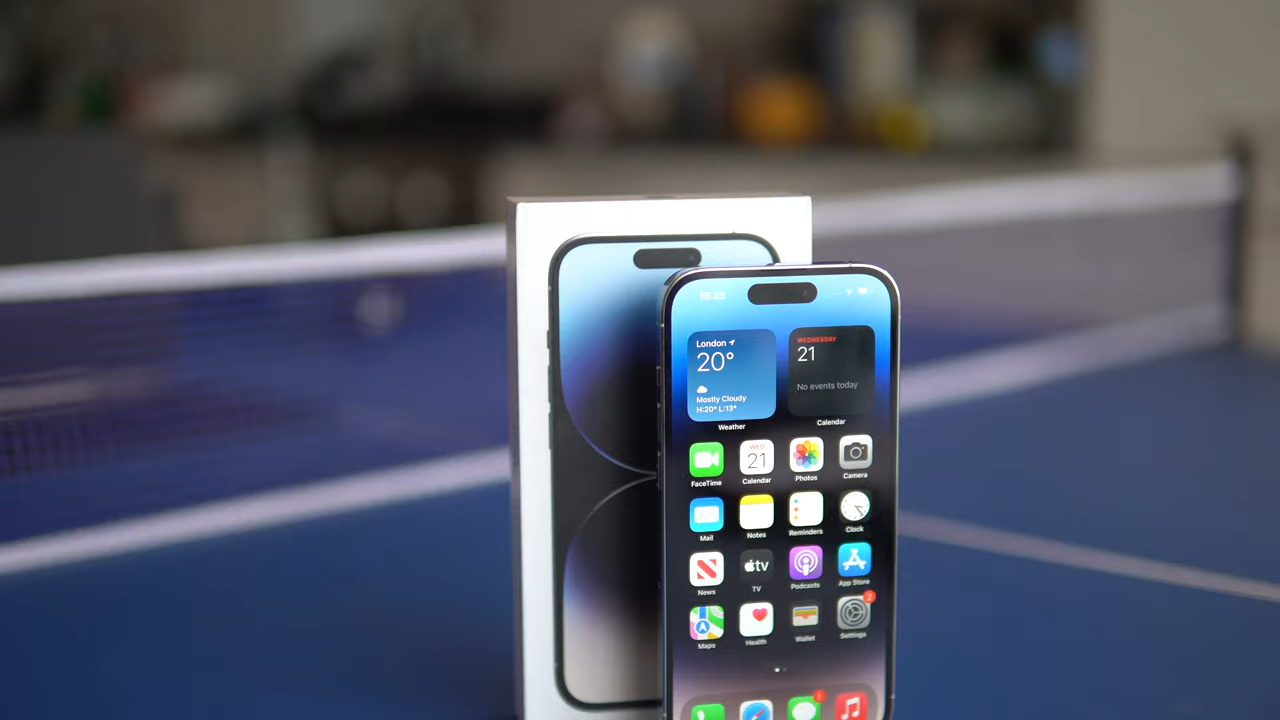 15:23
London
20°
Mostly Cloudy
H:20° L:13°
Weather
WEDNESDAY
21
No events today
Calendar
FaceTime
WED
21
Calendar
Photos
Camera
Mail
Notes
Reminders
Clock
News
tv
TV
Podcasts
App Store
Maps
Health
Wallet
2
Settings
1